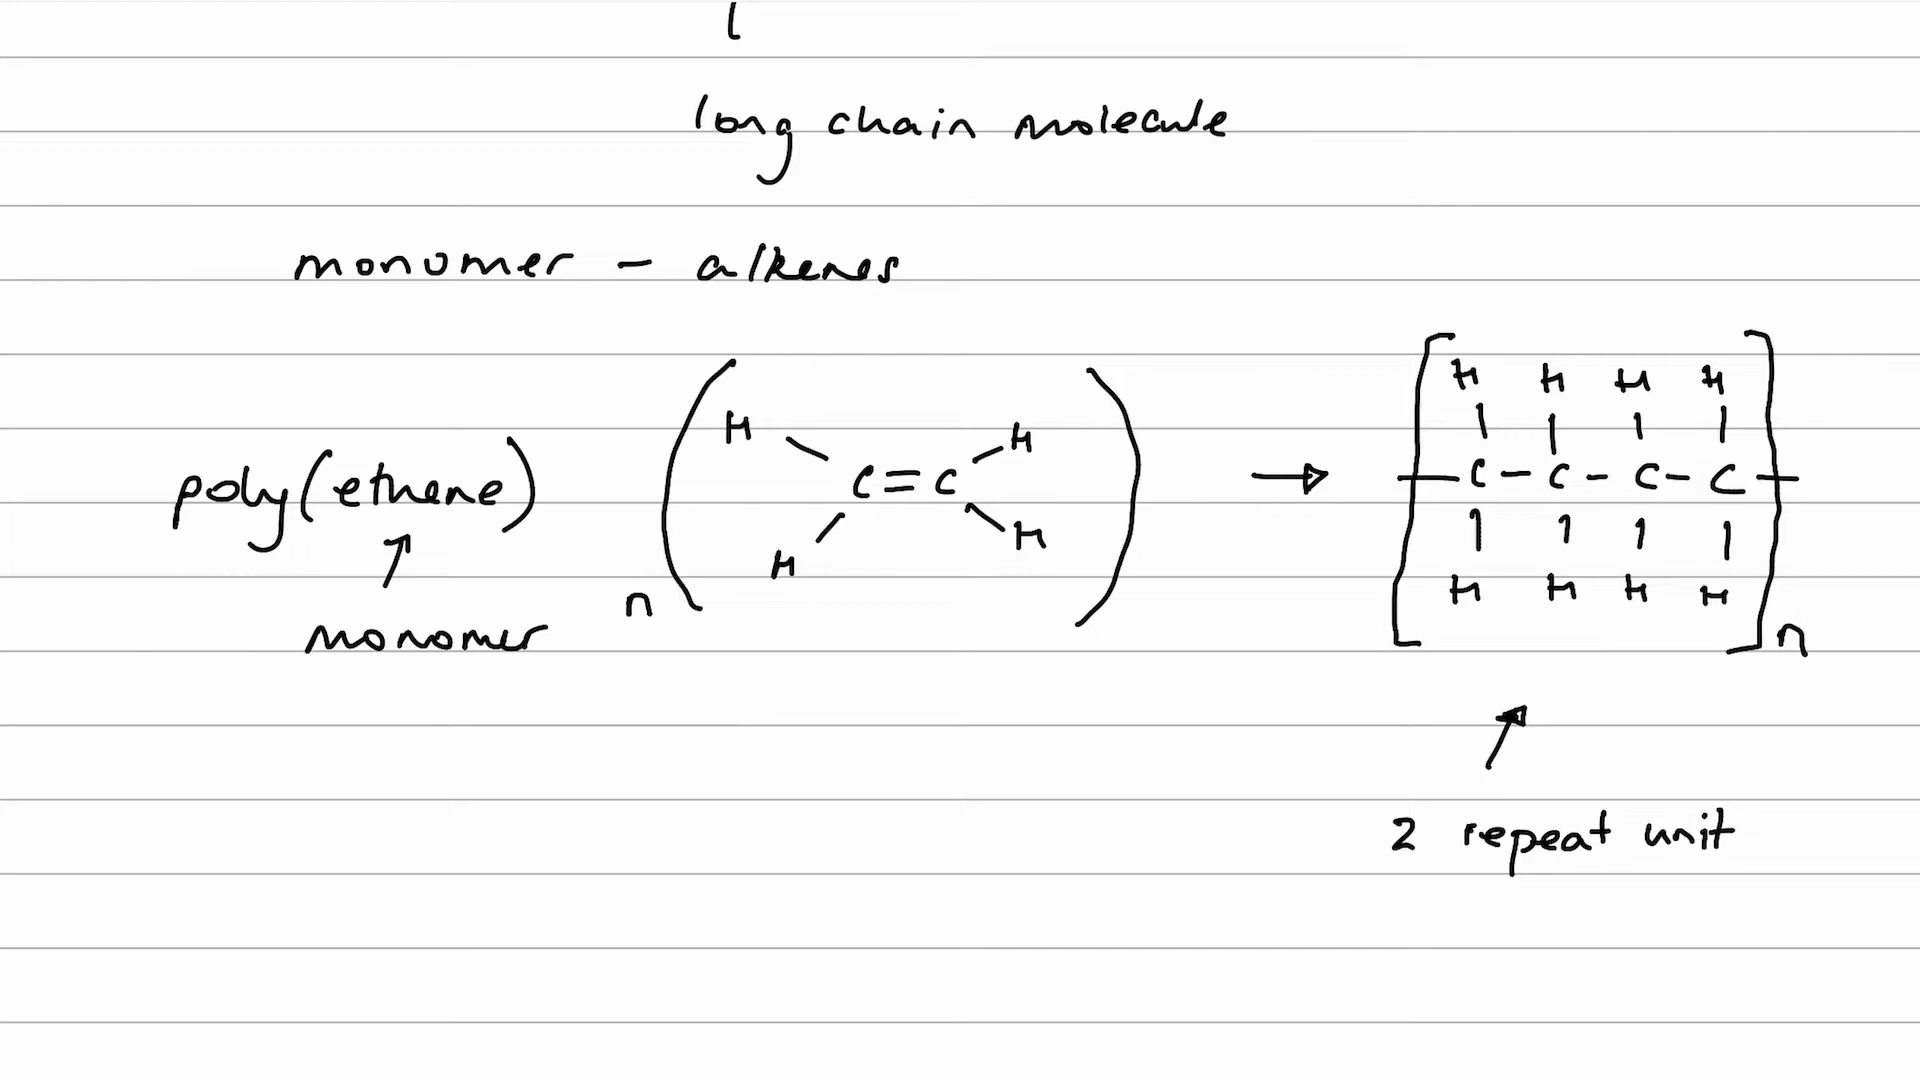 long chain molecule
monomer - alkenes
poly(ethene)
monomer
n
H H
C=C
H H
→
H H H H
C-C-C-C
H H H H
n
2 repeat unit